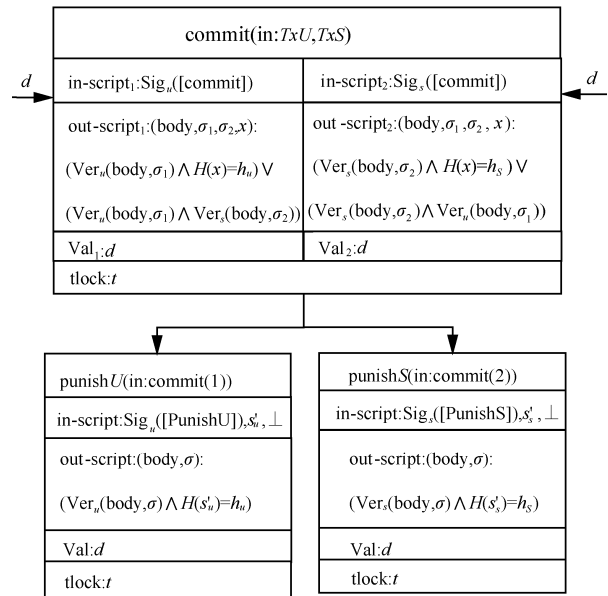 commit(in:TxU,TxS)
d
d
in-script₁:Sigᵤ([commit])
in-script₂:Sigₛ([commit])
out-script₁:(body,σ₁,σ₂,x):
(Verᵤ(body,σ₁)∧H(x)=hᵤ)∨
(Verᵤ(body,σ₁)∧Verₛ(body,σ₂))
out-script₂:(body,σ₁,σ₂,x):
(Verₛ(body,σ₂)∧H(x)=h_S)∨
(Verₛ(body,σ₂)∧Verᵤ(body,σ₁))
Val₁:d
Val₂:d
tlock:t
punishU(in:commit(1))
in-script:Sigᵤ([PunishU]),s'ᵤ,⊥
out-script:(body,σ):
(Verᵤ(body,σ)∧H(s'ᵤ)=hᵤ)
Val:d
tlock:t
punishS(in:commit(2))
in-script:Sigₛ([PunishS]),s'ₛ,⊥
out-script:(body,σ):
(Verₛ(body,σ)∧H(s'ₛ)=h_S)
Val:d
tlock:t